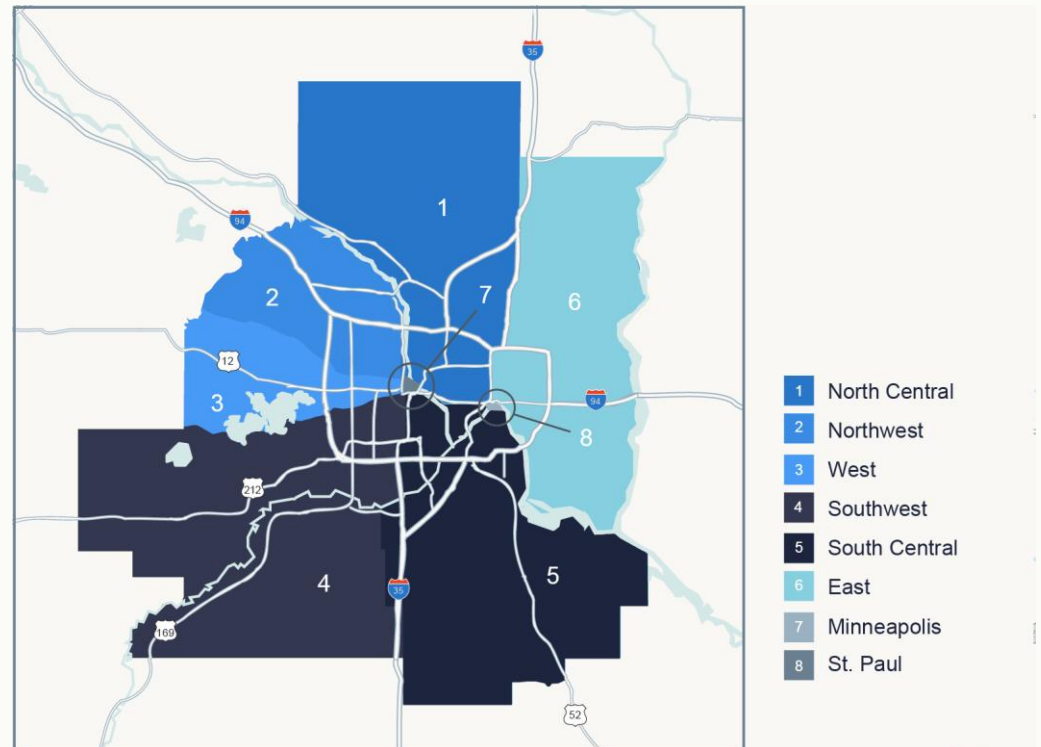 35
1
94
7
2
6
12
3
94
8
212
4
5
35
169
52
1 North Central
2 Northwest
3 West
4 Southwest
5 South Central
6 East
7 Minneapolis
8 St. Paul